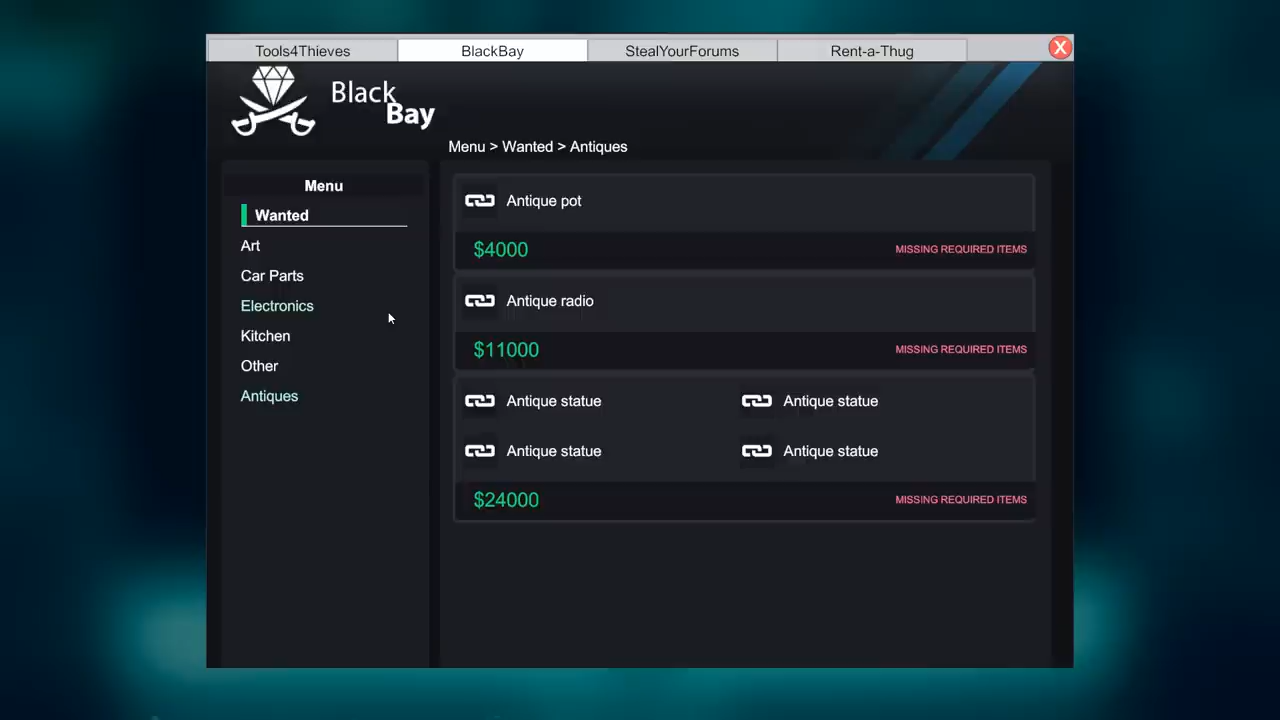 Tools4Thieves BlackBay StealYourForums Rent-a-Thug X
Black
Bay
Menu > Wanted > Antiques
Menu
Wanted
Art
Car Parts
Electronics
Kitchen
Other
Antiques
Antique pot
$4000 MISSING REQUIRED ITEMS
Antique radio
$11000 MISSING REQUIRED ITEMS
Antique statue Antique statue
Antique statue Antique statue
$24000 MISSING REQUIRED ITEMS